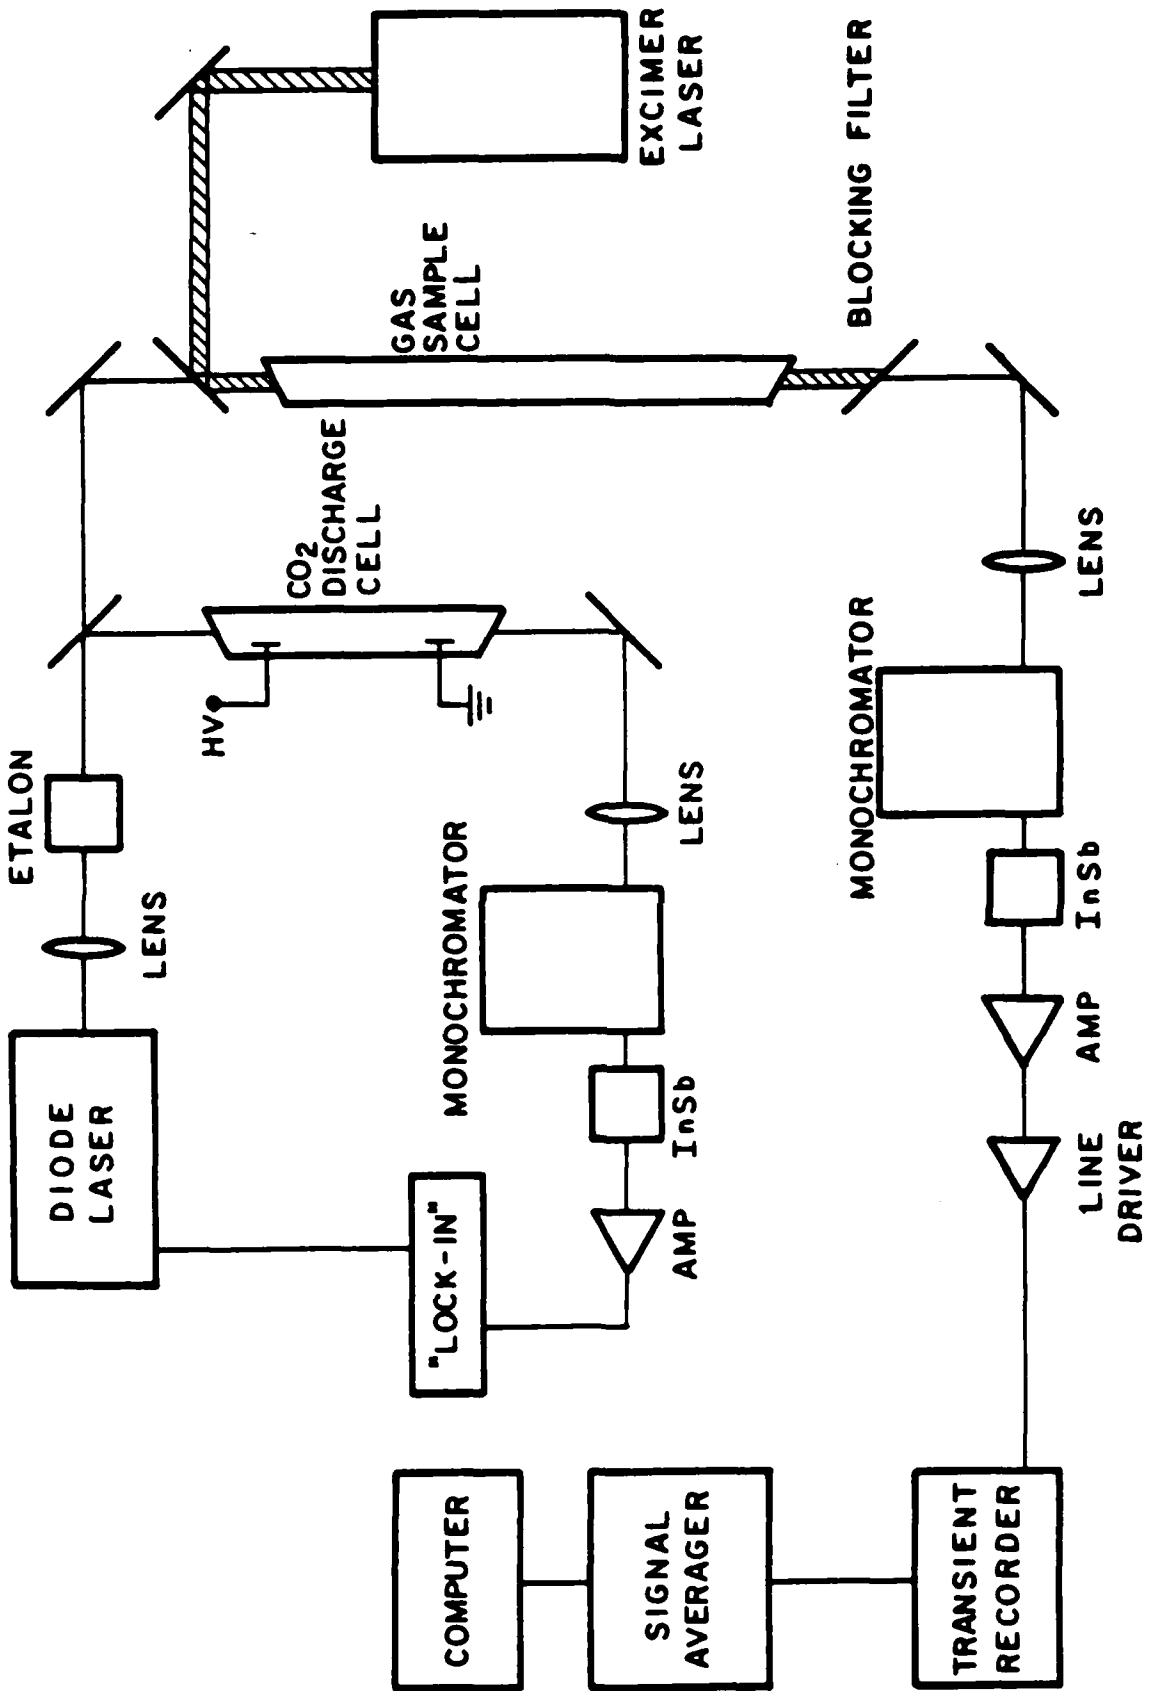 DIODE
LASER
LENS
ETALON
HV
CO2
DISCHARGE
CELL
GAS
SAMPLE
CELL
EXCIMER
LASER
BLOCKING FILTER
"LOCK-IN"
AMP
InSb
MONOCHROMATOR
LENS
COMPUTER
SIGNAL
AVERAGER
TRANSIENT
RECORDER
LINE
DRIVER
AMP
InSb
MONOCHROMATOR
LENS